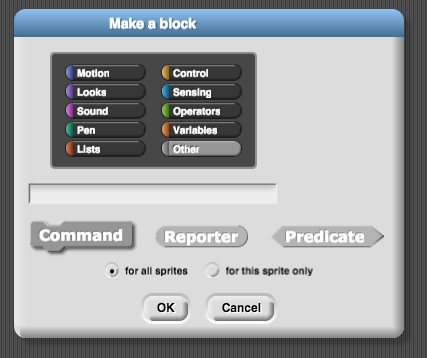 Make a block
Motion Control
Looks Sensing
Sound Operators
Pen Variables
Lists Other
Command Reporter Predicate
for all sprites for this sprite only
OK Cancel